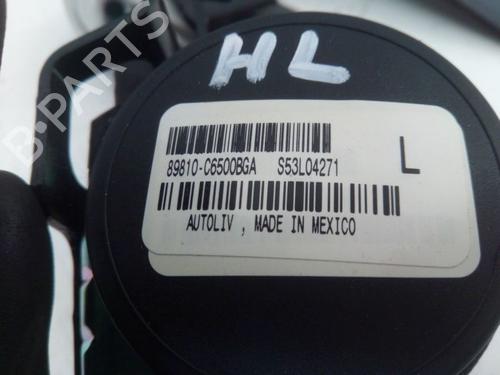 HL
89810-C6500BGA S53L04271 L
AUTOLIV , MADE IN MEXICO
B-PARTS